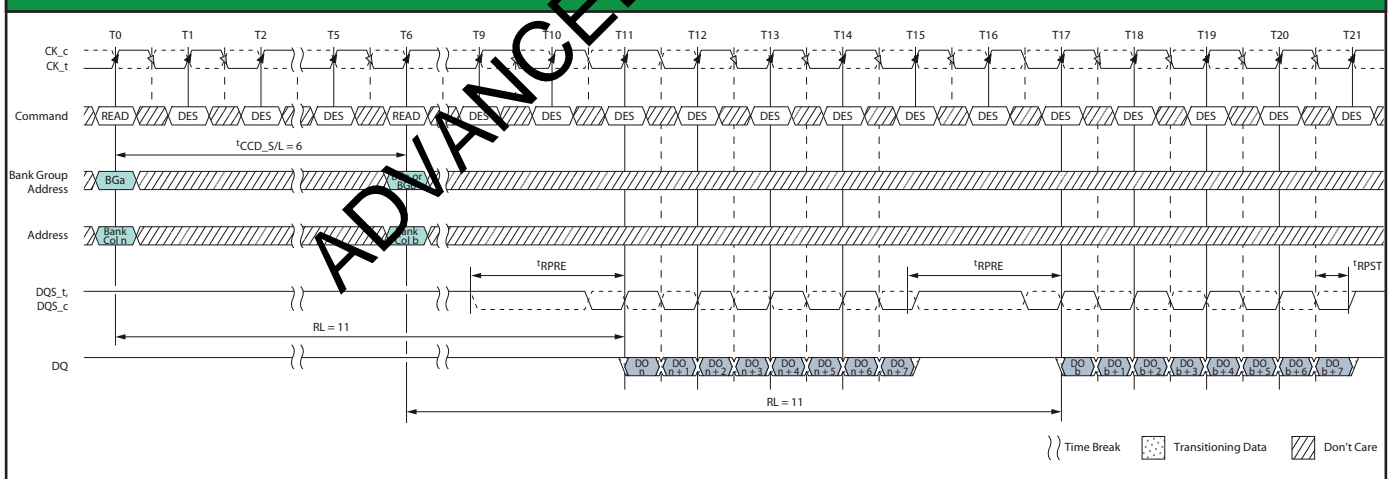 T0 T1 T2 T5 T6 T9 T10 T11 T12 T13 T14 T15 T16 T17 T18 T19 T20 T21
CK_c
CK_t
Command READ DES DES DES READ DES DES DES DES DES DES DES DES DES DES DES DES DES
tCCD_S/L = 6
Bank Group
Address
BGa
Address
Bank
Col n
Col b
tRPRE tRPRE tRPST
DQS_t,
DQS_c
RL = 11
DQ
DO
n
DO
n + 1
DO
n + 2
DO
n + 3
DO
n + 4
DO
n + 5
DO
n + 6
DO
n + 7
DO
b
DO
b + 1
DO
b + 2
DO
b + 3
DO
b + 4
DO
b + 5
DO
b + 6
DO
b + 7
RL = 11
Time Break Transitioning Data Don't Care